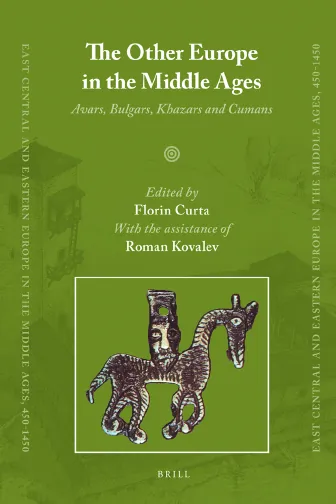 The Other Europe
in the Middle Ages
Avars, Bulgars, Khazars and Cumans
Edited by
Florin Curta
With the assistance of
Roman Kovalev
BRILL
EAST CENTRAL AND EASTERN EUROPE IN THE MIDDLE AGES, 450-1450
EAST CENTRAL AND EASTERN EUROPE IN THE MIDDLE AGES, 450-1450